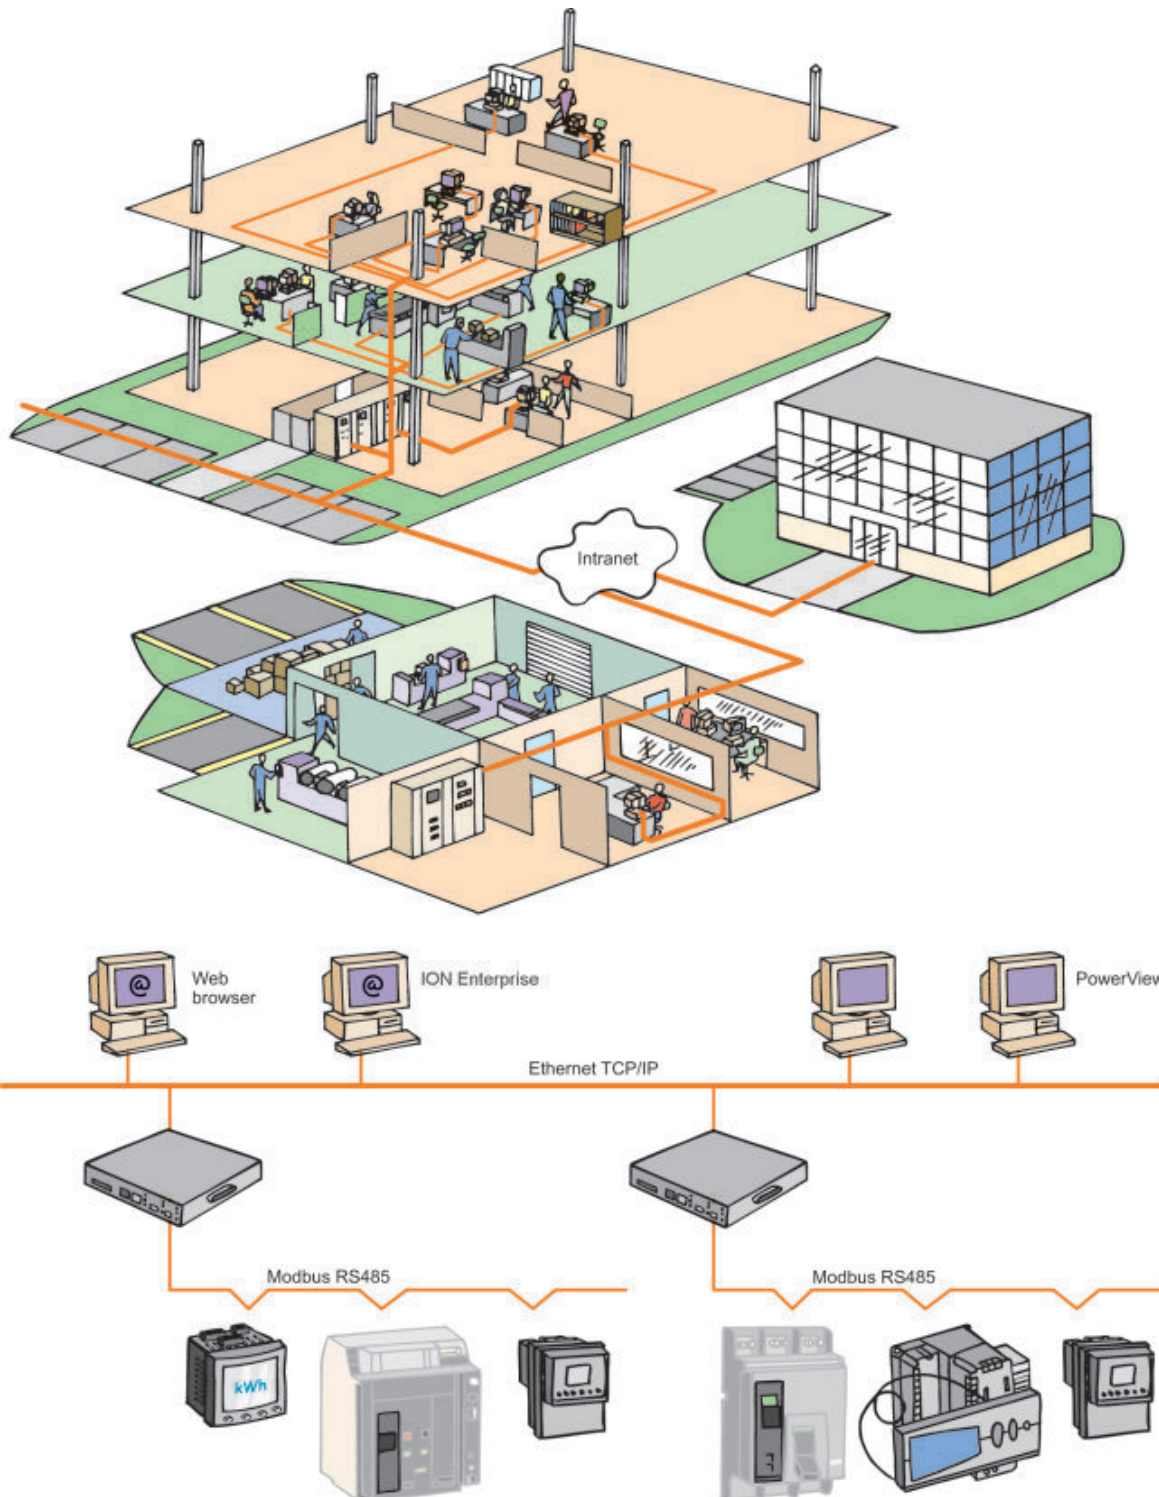 Intranet
Web
browser
ION Enterprise
PowerView
Ethernet TCP/IP
Modbus RS485
Modbus RS485
kWh